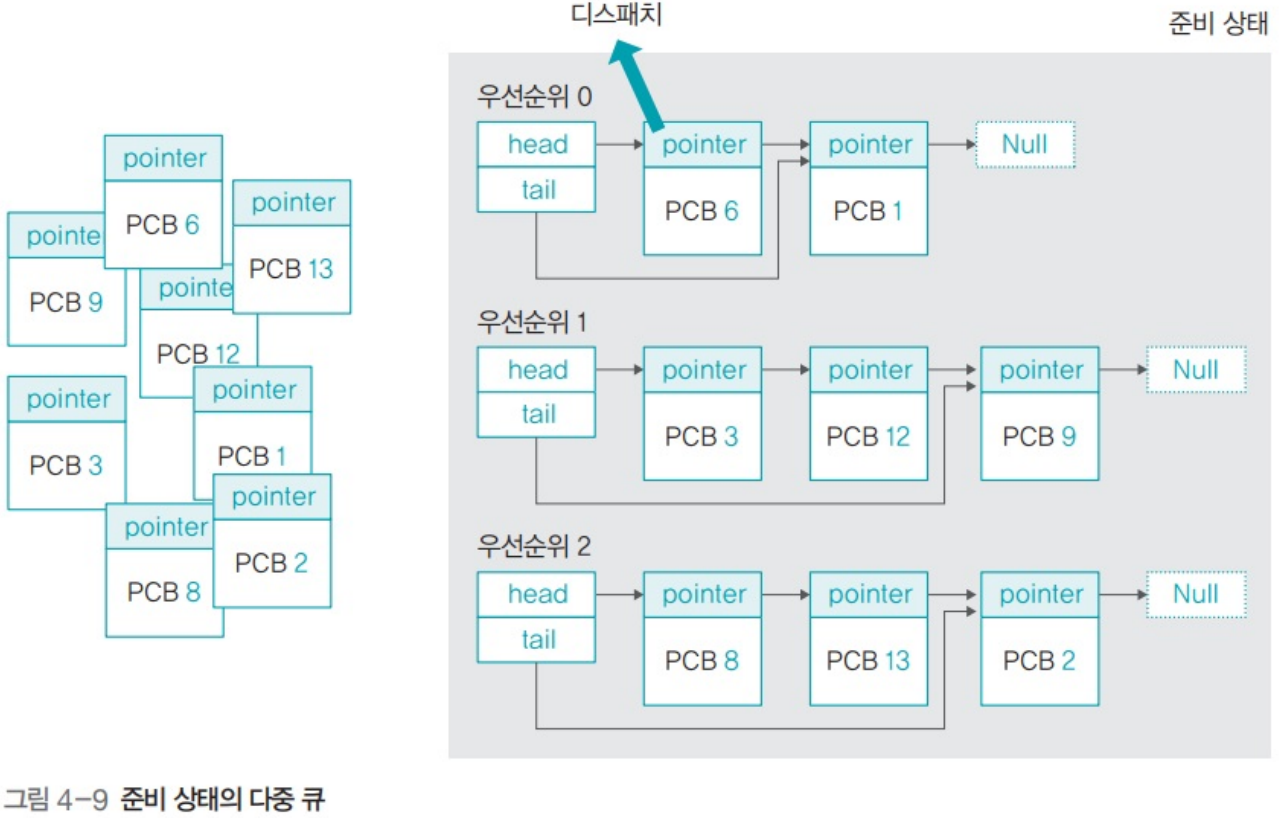 디스패치
준비 상태
pointer
PCB 6
pointer
PCB 13
pointe
PCB 9
pointe
PCB 12
pointer
PCB 3
pointer
PCB 1
pointer
PCB 8
pointer
PCB 2
우선순위 0
head
tail
pointer
PCB 6
pointer
PCB 1
Null
우선순위 1
head
tail
pointer
PCB 3
pointer
PCB 12
pointer
PCB 9
Null
우선순위 2
head
tail
pointer
PCB 8
pointer
PCB 13
pointer
PCB 2
Null
그림 4-9 준비 상태의 다중 큐